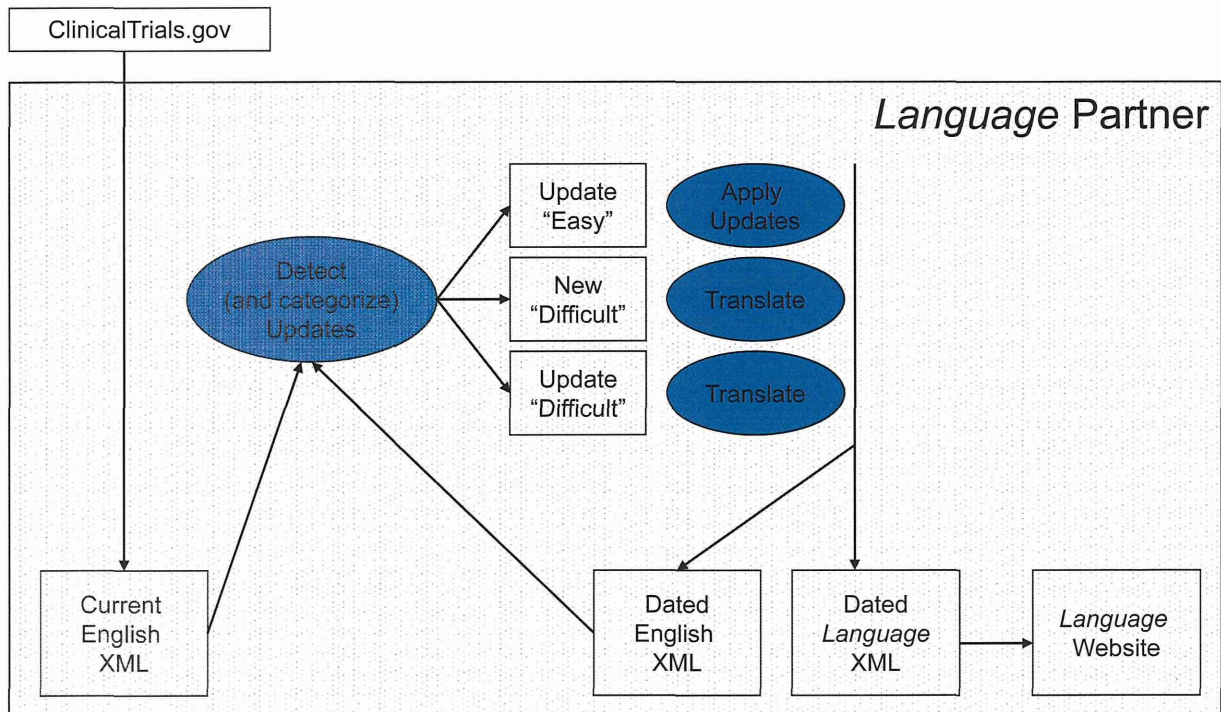 ClinicalTrials.gov
Language Partner
Update
“Easy”
Apply
Updates
Detect
(and categorize)
Updates
New
“Difficult”
Translate
Update
“Difficult”
Translate
Current
English
XML
Dated
English
XML
Dated
Language
XML
Language
Website